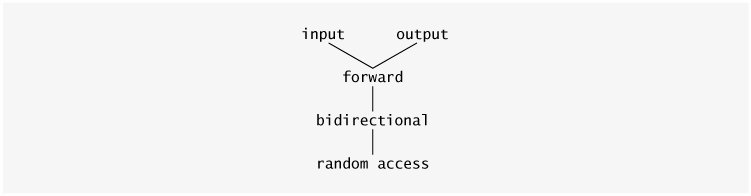 input output
forward
bidirectional
random access